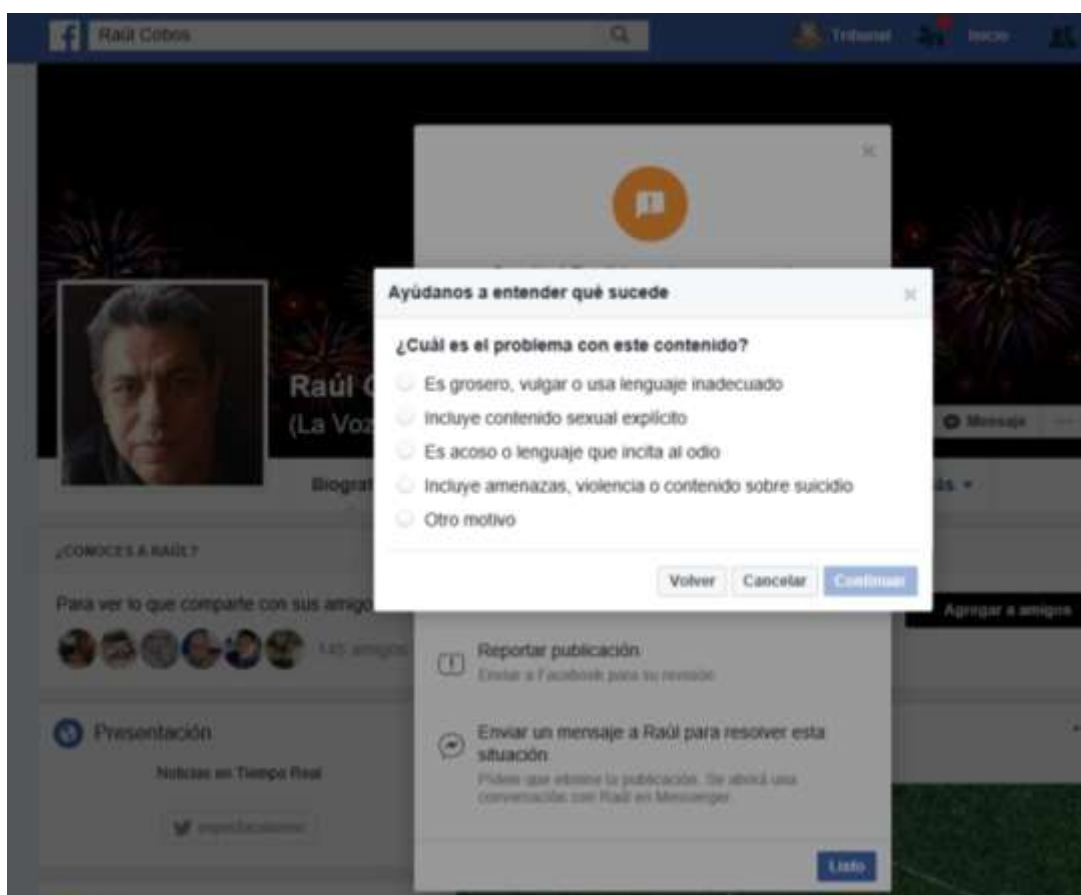 Raúl Cobos
Tribunal
Inicio
Ayúdanos a entender qué sucede
¿Cuál es el problema con este contenido?
Es grosero, vulgar o usa lenguaje inadecuado
Incluye contenido sexual explícito
Es acoso o lenguaje que incita al odio
Incluye amenazas, violencia o contenido sobre suicidio
Otro motivo
Volver Cancelar Continuar
Raúl
(La Voz
Mensaje
Biograf
ás
¿CONOCES A RAÚL?
Para ver lo que comparte con sus amigo
145 amigos
Agregar a amigos
Reportar publicación
Enviar a Facebook para su revisión
Enviar un mensaje a Raúl para resolver esta
situación
Pídele que elimine la publicación. Se abrirá una
conversación con Raúl en Messenger.
Listo
Presentación
Noticias en Tiempo Real